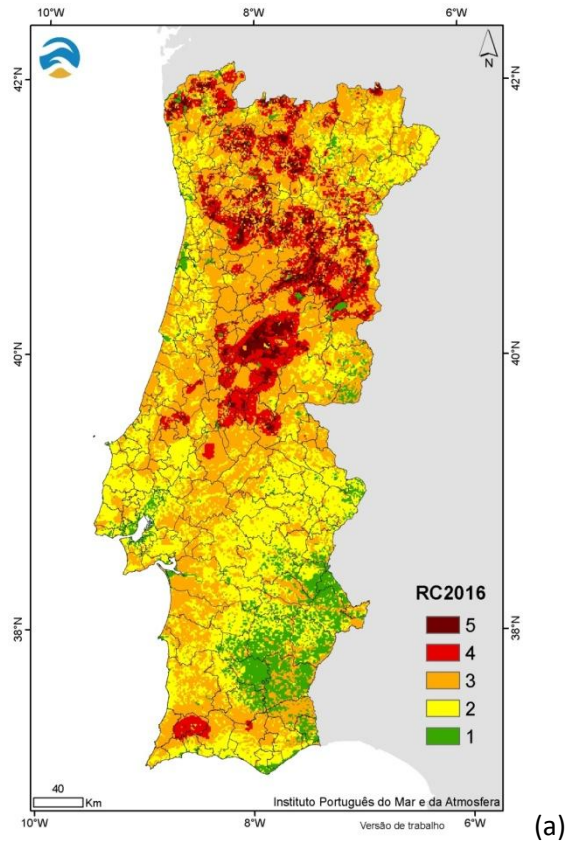 10°W 8°W 6°W
N
42°N 42°N
40°N 40°N
38°N 38°N
RC2016
5
4
3
2
1
40
Km
Instituto Português do Mar e da Atmosfera
10°W 8°W 6°W
Versão de trabalho
(a)